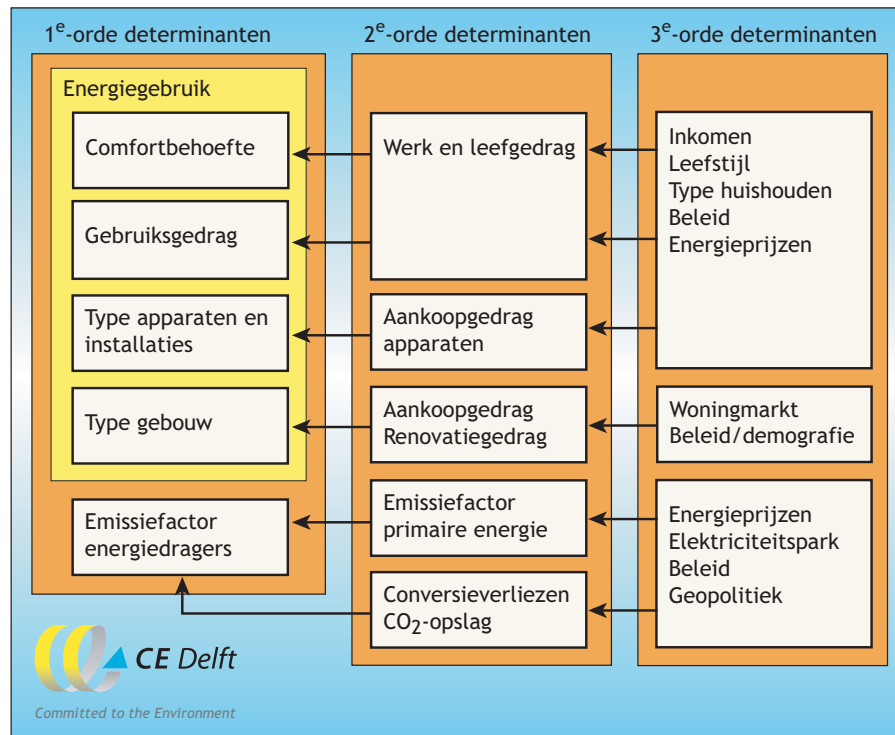 1e-orde determinanten
Energiegebruik
Comfortbehoefte
Gebruiksgedrag
Type apparaten en
installaties
Type gebouw
Emissiefactor
energiedragers
2e-orde determinanten
Werk en leefgedrag
Aankoopgedrag
apparaten
Aankoopgedrag
Renovatiegedrag
Emissiefactor
primaire energie
Conversieverliezen
CO2-opslag
3e-orde determinanten
Inkomen
Leefstijl
Type huishouden
Beleid
Energieprijzen
Woningmarkt
Beleid/demografie
Energieprijzen
Elektriciteitspark
Beleid
Geopolitiek
CE Delft
Committed to the Environment